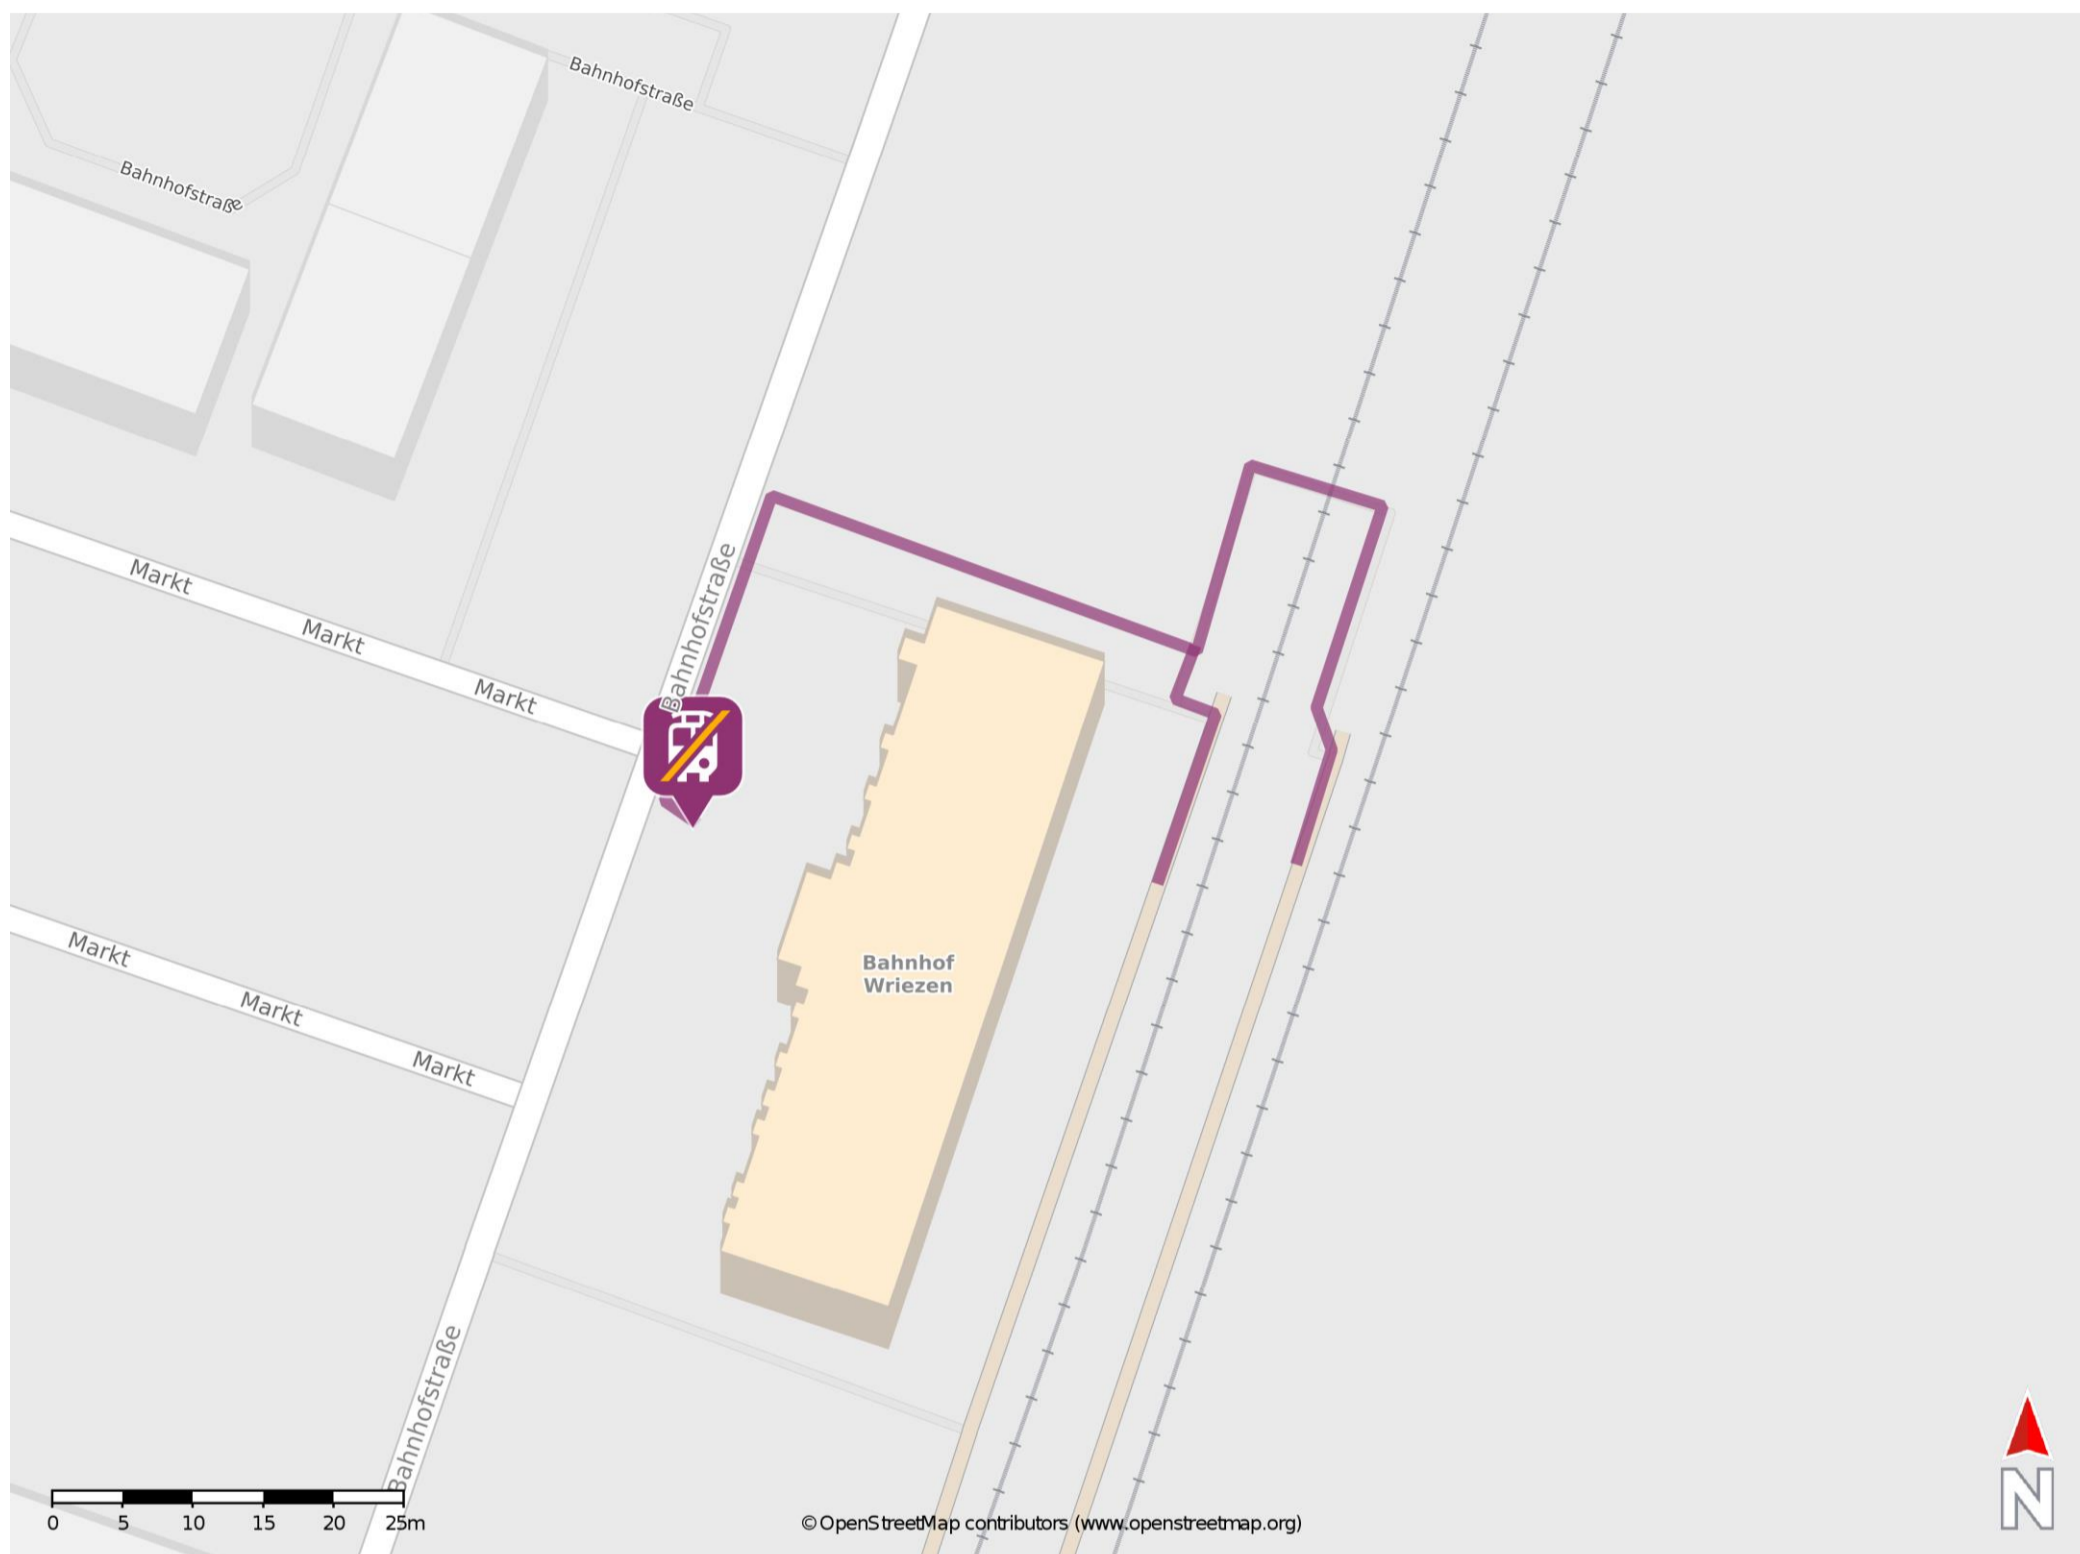 Bahnhofstraße
Bahnhofstraße
Bahnhofstraße
Markt
Markt
Markt
Markt
Markt
Markt
Bahnhof
Wriezen
Bahnhofstraße
0 5 10 15 20 25m
© OpenStreetMap contributors (www.openstreetmap.org)
N